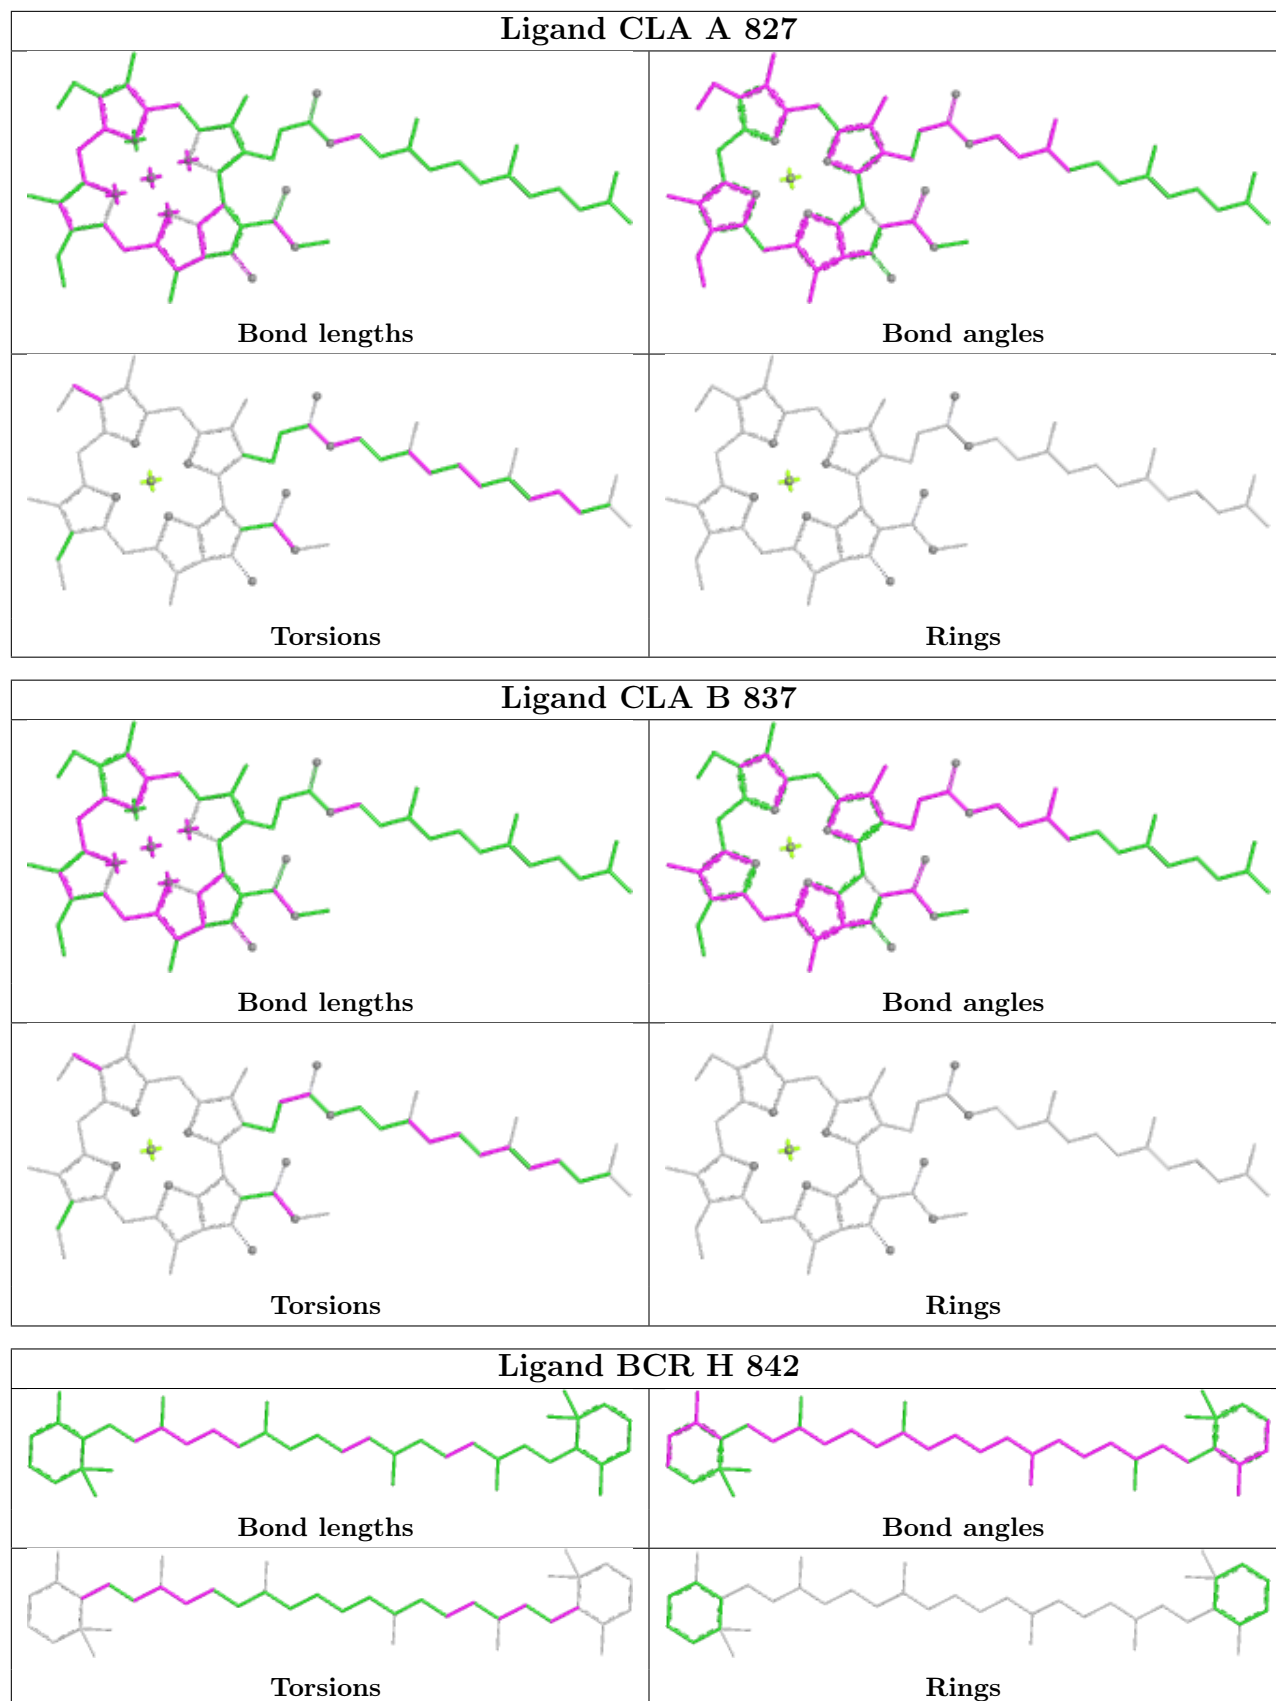 Ligand CLA A 827
Bond lengths
Bond angles
Torsions
Rings
Ligand CLA B 837
Bond lengths
Bond angles
Torsions
Rings
Ligand BCR H 842
Bond lengths
Bond angles
Torsions
Rings